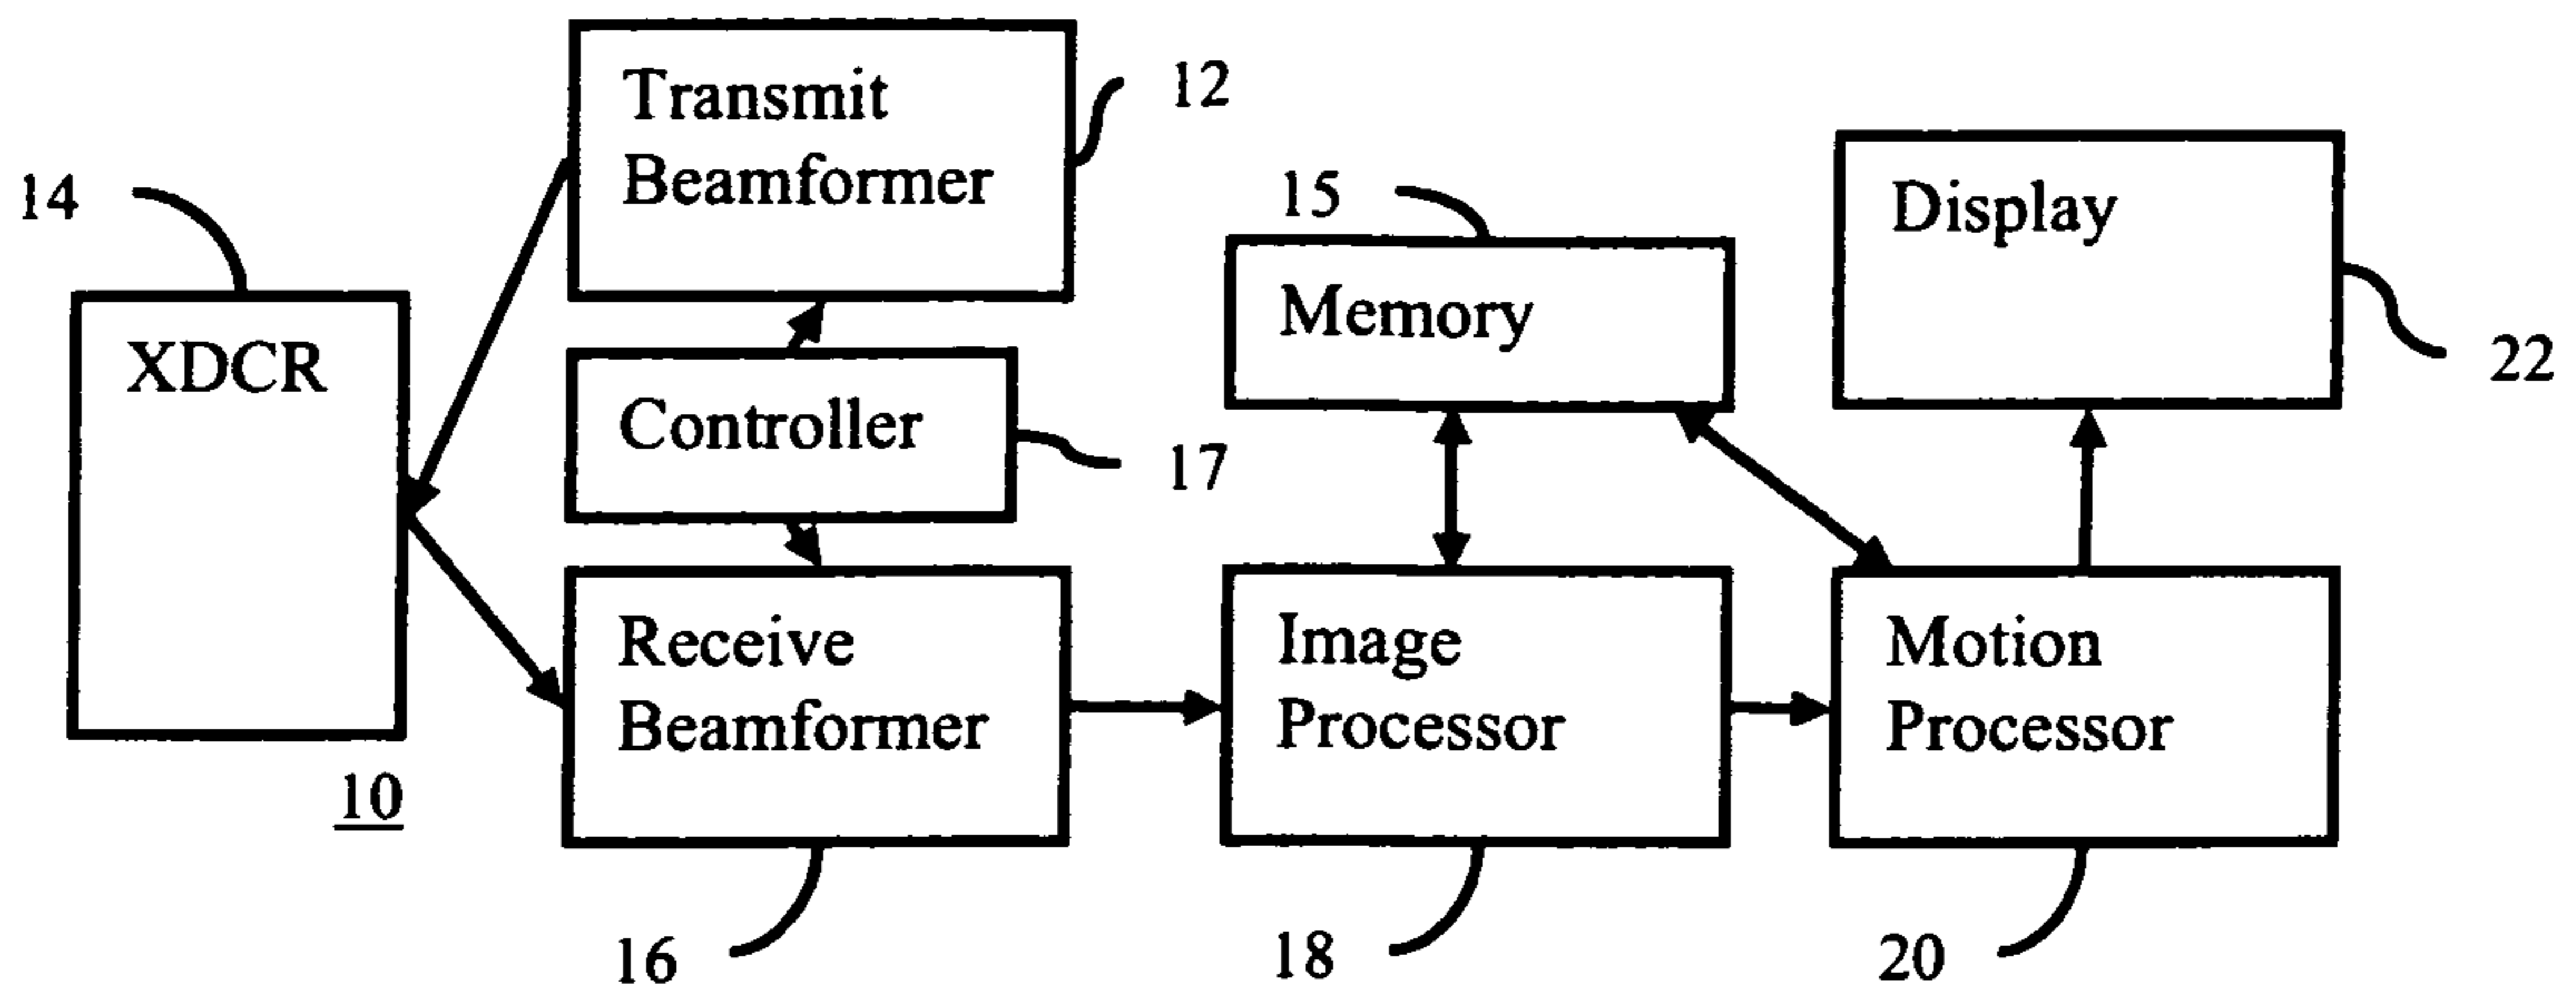 Transmit
Beamformer
12
14
XDCR
Controller
17
15
Memory
Display
22
Receive
Beamformer
16
10
Image
Processor
18
Motion
Processor
20